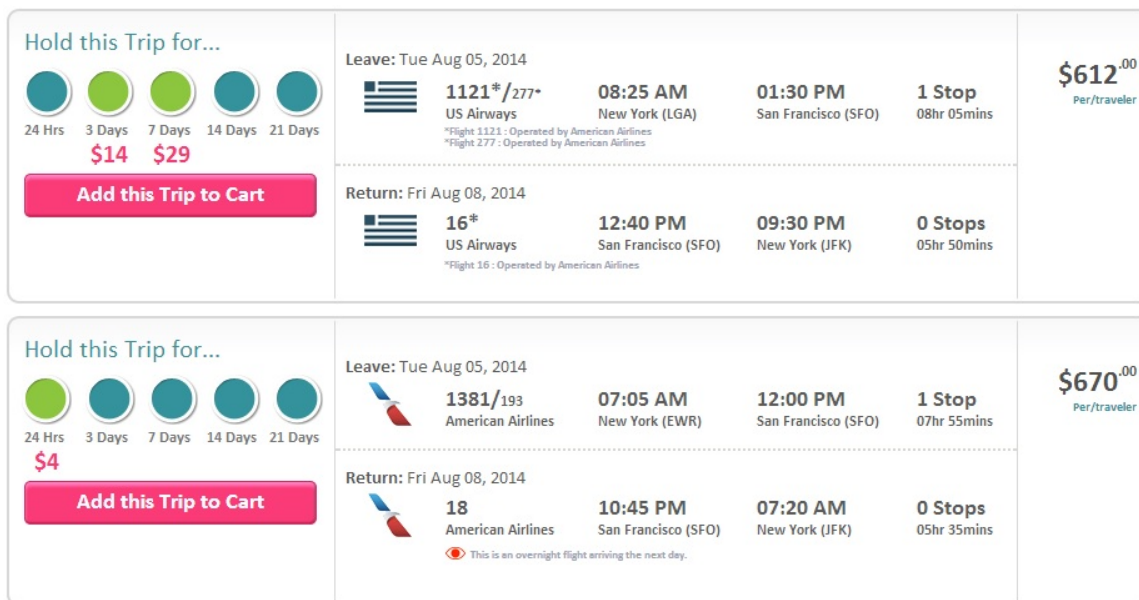 Hold this Trip for...
24 Hrs 3 Days 7 Days 14 Days 21 Days
$14 $29
Add this Trip to Cart
Leave: Tue Aug 05, 2014
1121*/277* 08:25 AM 01:30 PM 1 Stop
US Airways New York (LGA) San Francisco (SFO) 08hr 05mins
*Flight 1121 : Operated by American Airlines
*Flight 277 : Operated by American Airlines
Return: Fri Aug 08, 2014
16* 12:40 PM 09:30 PM 0 Stops
US Airways San Francisco (SFO) New York (JFK) 05hr 50mins
*Flight 16 : Operated by American Airlines
$612.00
Per/traveler
Hold this Trip for...
24 Hrs 3 Days 7 Days 14 Days 21 Days
$4
Add this Trip to Cart
Leave: Tue Aug 05, 2014
1381/193 07:05 AM 12:00 PM 1 Stop
American Airlines New York (EWR) San Francisco (SFO) 07hr 55mins
Return: Fri Aug 08, 2014
18 10:45 PM 07:20 AM 0 Stops
American Airlines San Francisco (SFO) New York (JFK) 05hr 35mins
This is an overnight flight arriving the next day.
$670.00
Per/traveler